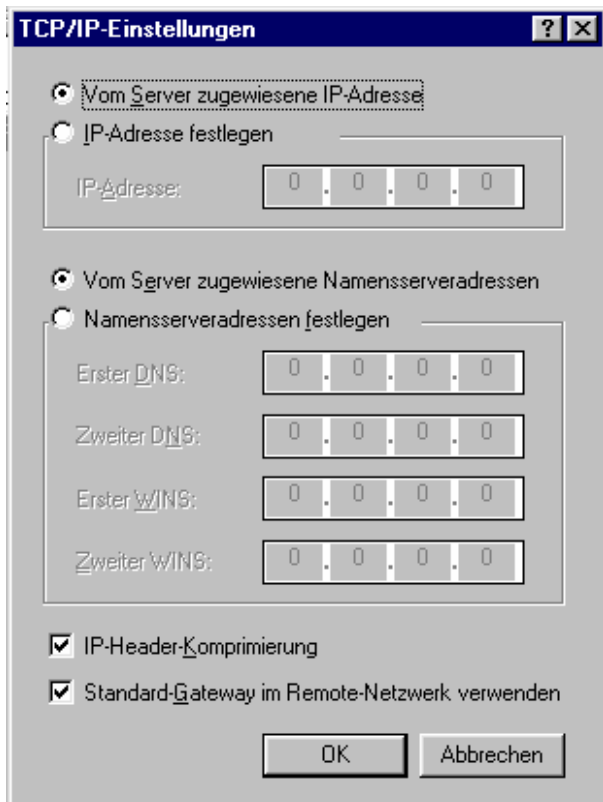 TCP/IP-Einstellungen
Vom Server zugewiesene IP-Adresse
IP-Adresse festlegen
IP-Adresse: 0 . 0 . 0 . 0
Vom Server zugewiesene Namensserveradressen
Namensserveradressen festlegen
Erster DNS: 0 . 0 . 0 . 0
Zweiter DNS: 0 . 0 . 0 . 0
Erster WINS: 0 . 0 . 0 . 0
Zweiter WINS: 0 . 0 . 0 . 0
IP-Header-Komprimierung
Standard-Gateway im Remote-Netzwerk verwenden
OK Abbrechen